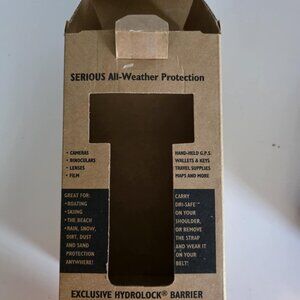 SERIOUS All-Weather Protection
• CAMERAS
• BINOCULARS
• LENSES
• FILM
HAND-HELD G.P.S.
WALLETS & KEYS
TRAVEL SUPPLIES
MAPS AND MORE
GREAT FOR:
• BOATING
• SKIING
• THE BEACH
• RAIN, SNOW,
DIRT, DUST
AND SAND
PROTECTION
ANYWHERE!
CARRY
DRI-SAFE™
ON YOUR
SHOULDER,
OR REMOVE
THE STRAP
AND WEAR IT
ON YOUR
BELT!
EXCLUSIVE HYDROLOCK® BARRIER